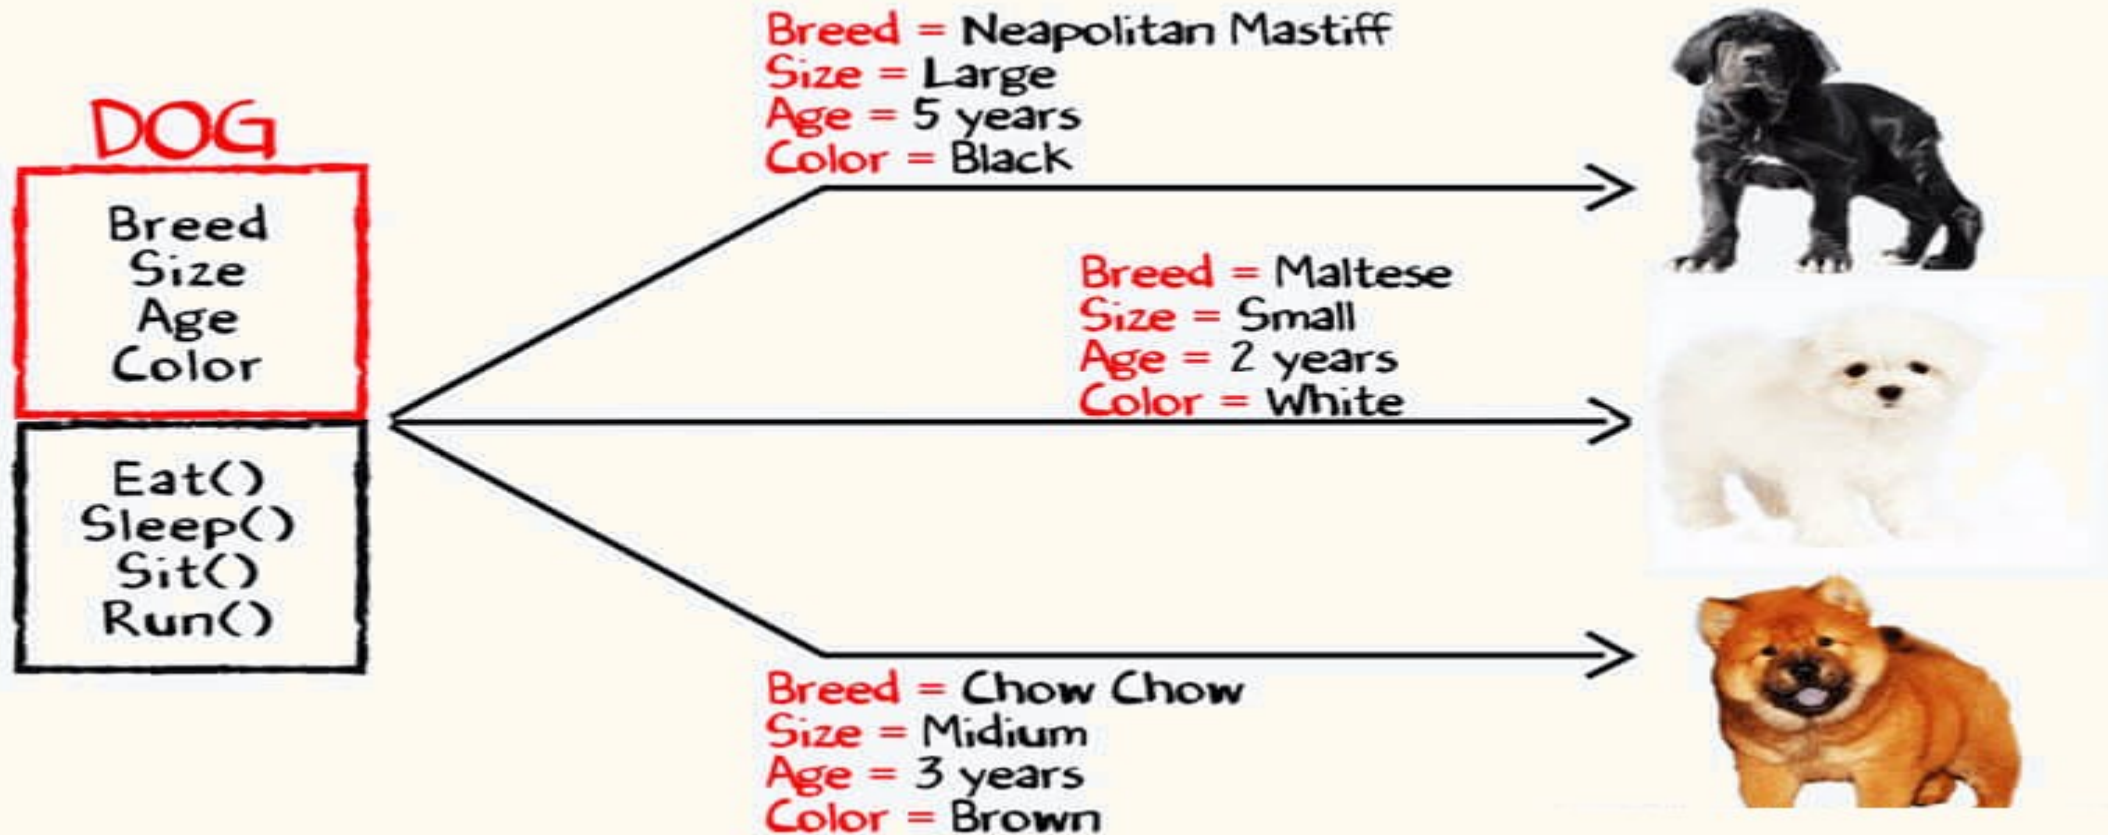 DOG
Breed
Size
Age
Color
Eat()
Sleep()
Sit()
Run()
Breed = Neapolitan Mastiff
Size = Large
Age = 5 years
Color = Black
Breed = Maltese
Size = Small
Age = 2 years
Color = White
Breed = Chow Chow
Size = Midium
Age = 3 years
Color = Brown